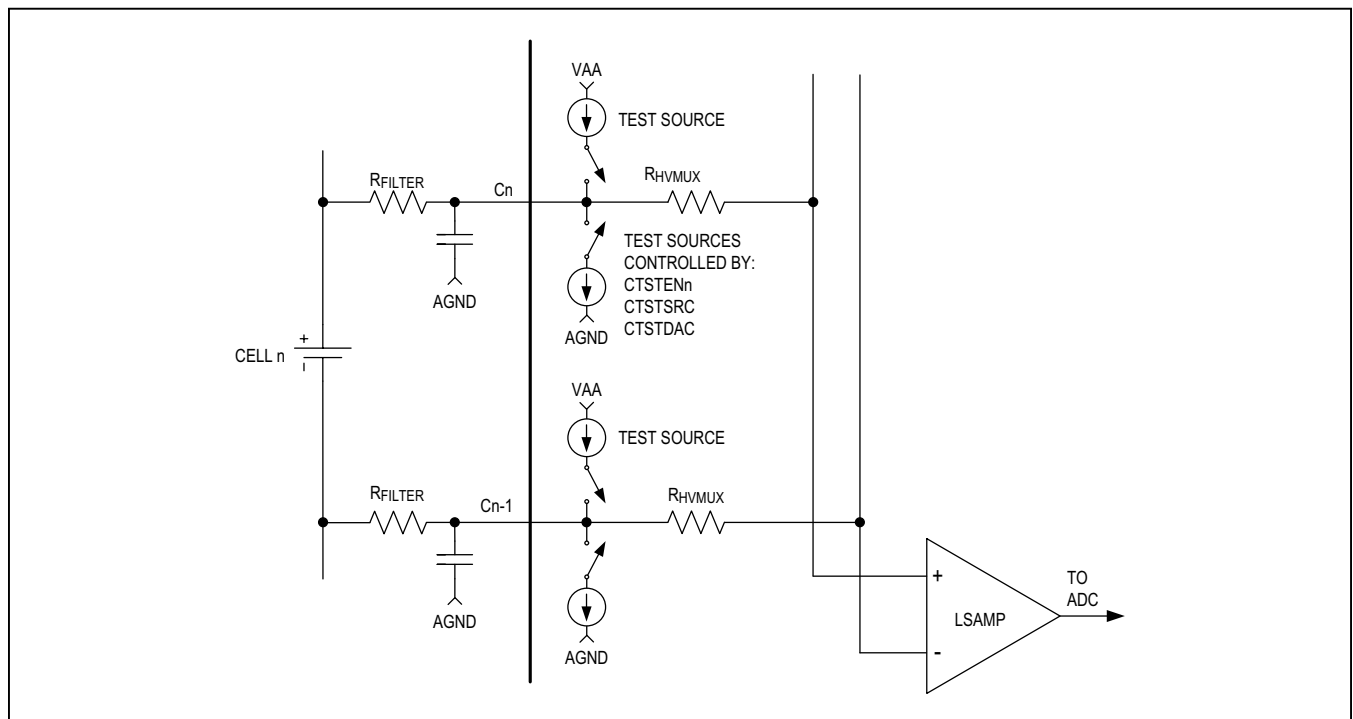 VAA
TEST SOURCE
RFILTER
Cn
RHVMUX
AGND
TEST SOURCES
CONTROLLED BY:
CTSTENn
CTSTSRC
CTSTDAC
AGND
+
CELL n
-
VAA
TEST SOURCE
RFILTER
Cn-1
RHVMUX
AGND
AGND
+
LSAMP
-
TO
ADC